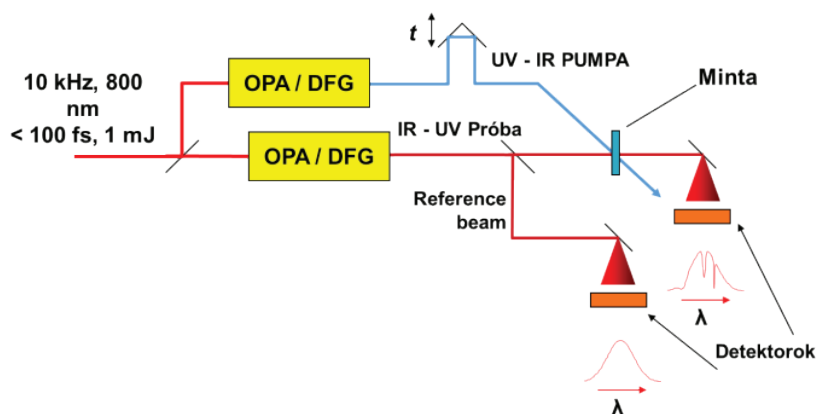 t
UV - IR PUMPA
10 kHz, 800
nm
< 100 fs, 1 mJ
OPA / DFG
Minta
IR - UV Próba
OPA / DFG
Reference
beam
λ
Detektorok
λ